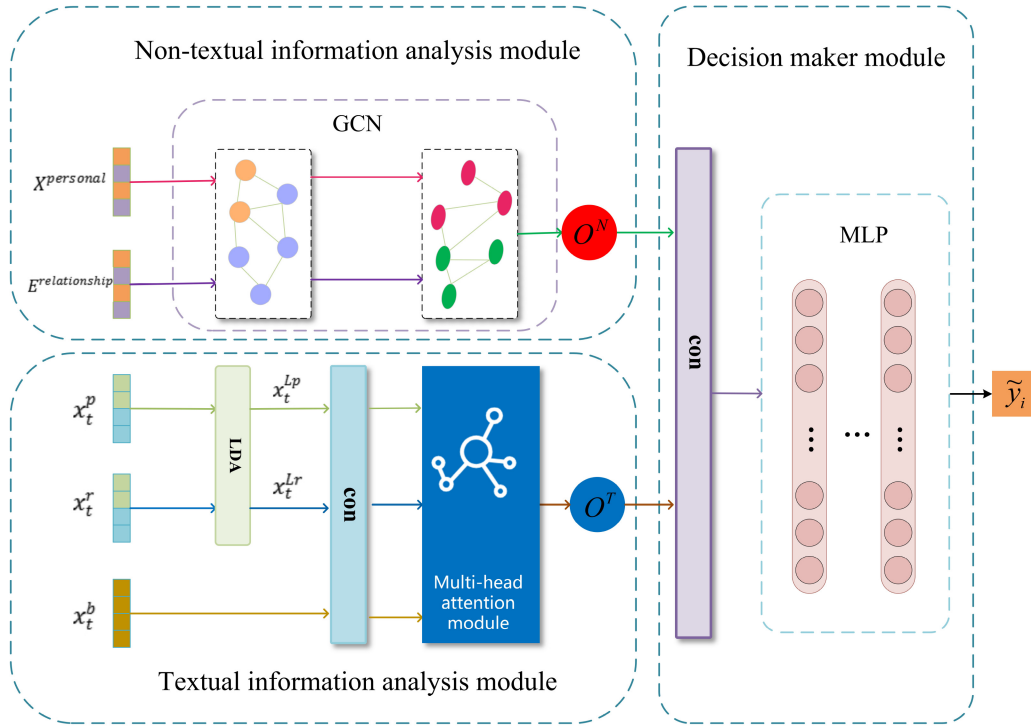 Non-textual information analysis module
GCN
X^{personal}
E^{relationship}
O^N
x_t^p
x_t^{Lp}
LDA
x_t^r
x_t^{Lr}
con
x_t^b
Multi-head
attention
module
O^T
Textual information analysis module
Decision maker module
con
MLP
...
...
...
ỹ_i